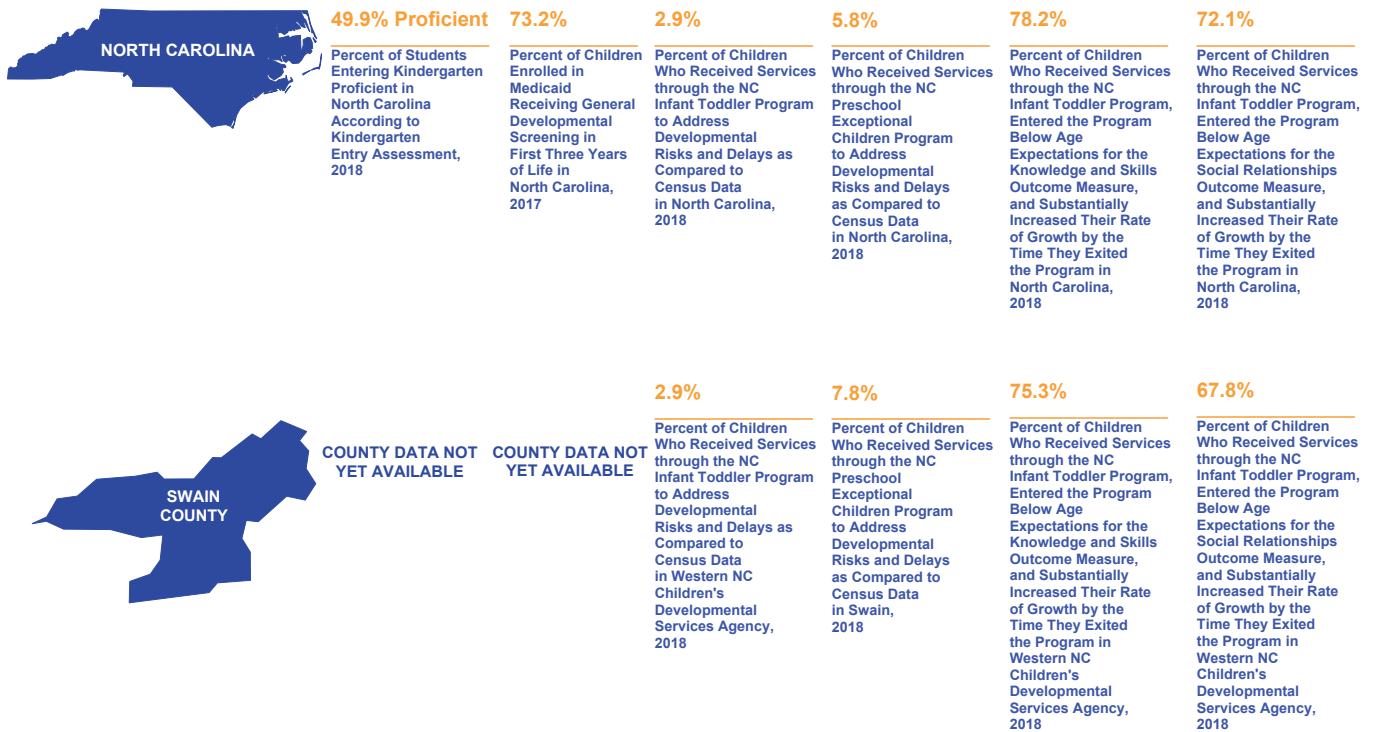 NORTH CAROLINA
49.9% Proficient
Percent of Students
Entering Kindergarten
Proficient in
North Carolina
According to
Kindergarten
Entry Assessment,
2018
73.2%
Percent of Children
Enrolled in
Medicaid
Receiving General
Developmental
Screening in
First Three Years
of Life in
North Carolina,
2017
2.9%
Percent of Children
Who Received Services
through the NC
Infant Toddler Program
to Address
Developmental
Risks and Delays as
Compared to
Census Data
in North Carolina,
2018
5.8%
Percent of Children
Who Received Services
through the NC
Preschool
Exceptional
Children Program
to Address
Developmental
Risks and Delays
as Compared to
Census Data
in North Carolina,
2018
78.2%
Percent of Children
Who Received Services
through the NC
Infant Toddler Program,
Entered the Program
Below Age
Expectations for the
Knowledge and Skills
Outcome Measure,
and Substantially
Increased Their Rate
of Growth by the
Time They Exited
the Program in
North Carolina,
2018
72.1%
Percent of Children
Who Received Services
through the NC
Infant Toddler Program,
Entered the Program
Below Age
Expectations for the
Social Relationships
Outcome Measure,
and Substantially
Increased Their Rate
of Growth by the
Time They Exited
the Program in
North Carolina,
2018
SWAIN
COUNTY
COUNTY DATA NOT
YET AVAILABLE
COUNTY DATA NOT
YET AVAILABLE
2.9%
Percent of Children
Who Received Services
through the NC
Infant Toddler Program
to Address
Developmental
Risks and Delays as
Compared to
Census Data
in Western NC
Children's
Developmental
Services Agency,
2018
7.8%
Percent of Children
Who Received Services
through the NC
Preschool
Exceptional
Children Program
to Address
Developmental
Risks and Delays
as Compared to
Census Data
in Swain,
2018
75.3%
Percent of Children
Who Received Services
through the NC
Infant Toddler Program,
Entered the Program
Below Age
Expectations for the
Knowledge and Skills
Outcome Measure,
and Substantially
Increased Their Rate
of Growth by the
Time They Exited
the Program in
Western NC
Children's
Developmental
Services Agency,
2018
67.8%
Percent of Children
Who Received Services
through the NC
Infant Toddler Program,
Entered the Program
Below Age
Expectations for the
Social Relationships
Outcome Measure,
and Substantially
Increased Their Rate
of Growth by the
Time They Exited
the Program in
Western NC
Children's
Developmental
Services Agency,
2018